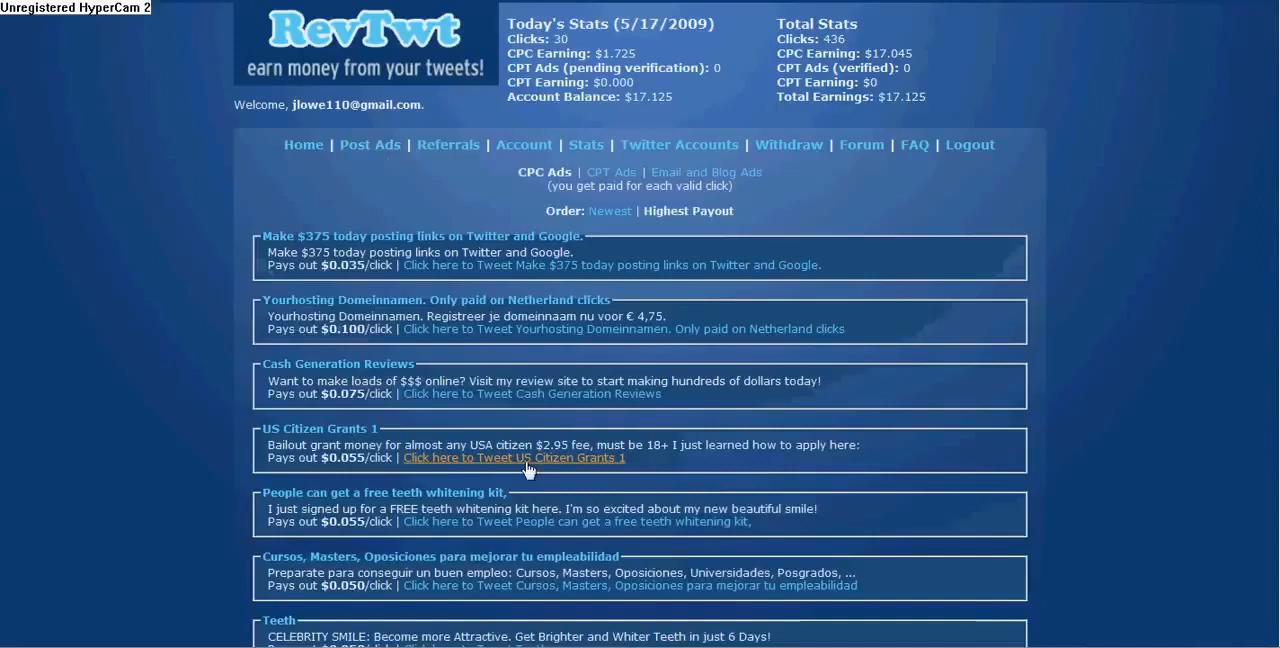 Unregistered HyperCam 2
RevTwt
earn money from your tweets!
Welcome, jlowe110@gmail.com.
Today's Stats (5/17/2009)
Clicks: 30
CPC Earning: $1.725
CPT Ads (pending verification): 0
CPT Earning: $0.000
Account Balance: $17.125
Total Stats
Clicks: 436
CPC Earning: $17.045
CPT Ads (verified): 0
CPT Earning: $0
Total Earnings: $17.125
Home | Post Ads | Referrals | Account | Stats | Twitter Accounts | Withdraw | Forum | FAQ | Logout
CPC Ads | CPT Ads | Email and Blog Ads
(you get paid for each valid click)
Order: Newest | Highest Payout
Make $375 today posting links on Twitter and Google.
Make $375 today posting links on Twitter and Google.
Pays out $0.035/click | Click here to Tweet Make $375 today posting links on Twitter and Google.
Yourhosting Domeinnamen. Only paid on Netherland clicks
Yourhosting Domeinnamen. Registreer je domeinnaam nu voor € 4,75.
Pays out $0.100/click | Click here to Tweet Yourhosting Domeinnamen. Only paid on Netherland clicks
Cash Generation Reviews
Want to make loads of $$$ online? Visit my review site to start making hundreds of dollars today!
Pays out $0.075/click | Click here to Tweet Cash Generation Reviews
US Citizen Grants 1
Bailout grant money for almost any USA citizen $2.95 fee, must be 18+ I just learned how to apply here:
Pays out $0.055/click | Click here to Tweet US Citizen Grants 1
People can get a free teeth whitening kit,
I just signed up for a FREE teeth whitening kit here. I'm so excited about my new beautiful smile!
Pays out $0.055/click | Click here to Tweet People can get a free teeth whitening kit,
Cursos, Masters, Oposiciones para mejorar tu empleabilidad
Preparate para conseguir un buen empleo: Cursos, Masters, Oposiciones, Universidades, Posgrados, ...
Pays out $0.050/click | Click here to Tweet Cursos, Masters, Oposiciones para mejorar tu empleabilidad
Teeth
CELEBRITY SMILE: Become more Attractive. Get Brighter and Whiter Teeth in just 6 Days!